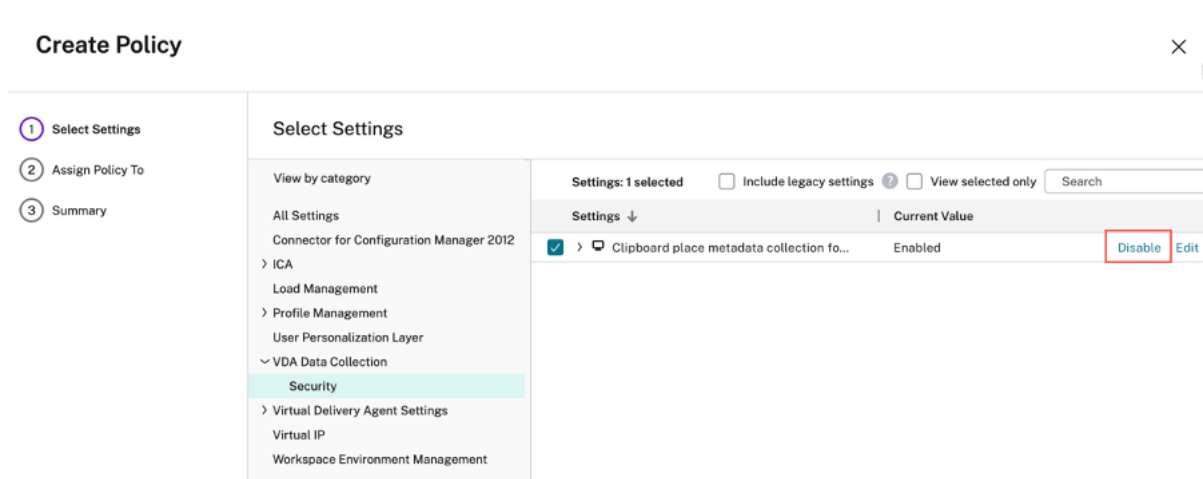 Create Policy
1 Select Settings
2 Assign Policy To
3 Summary
Select Settings
View by category
All Settings
Connector for Configuration Manager 2012
ICA
Load Management
Profile Management
User Personalization Layer
VDA Data Collection
Security
Virtual Delivery Agent Settings
Virtual IP
Workspace Environment Management
Settings: 1 selected Include legacy settings ? View selected only Search
Settings Current Value
Clipboard place metadata collection fo... Enabled Disable Edit